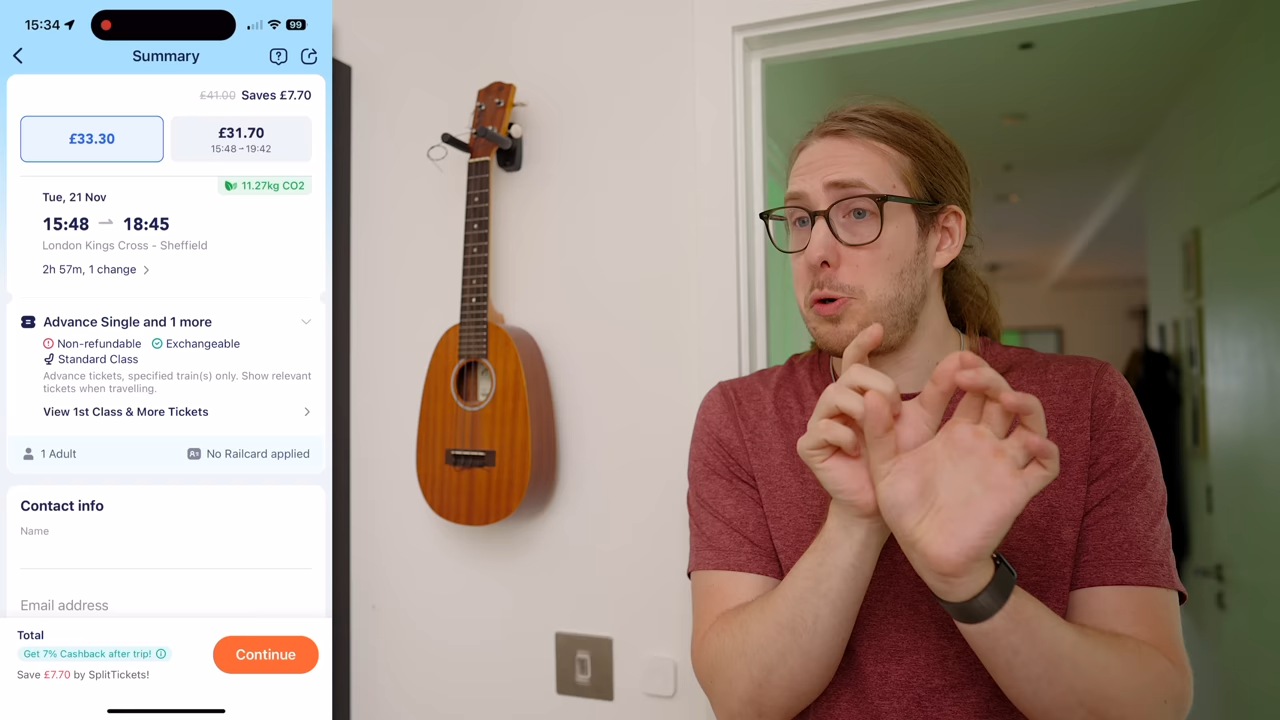 15:34
99
Summary
£41.00 Saves £7.70
£33.30
£31.70
15:48 → 19:42
11.27kg CO2
Tue, 21 Nov
15:48 → 18:45
London Kings Cross - Sheffield
2h 57m, 1 change
Advance Single and 1 more
Non-refundable Exchangeable
Standard Class
Advance tickets, specified train(s) only. Show relevant
tickets when travelling.
View 1st Class & More Tickets
1 Adult No Railcard applied
Contact info
Name
Email address
Total
Get 7% Cashback after trip!
Save £7.70 by SplitTickets!
Continue